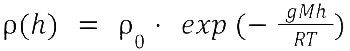 ρ(h) = ρ₀ · exp (− gMh / RT)